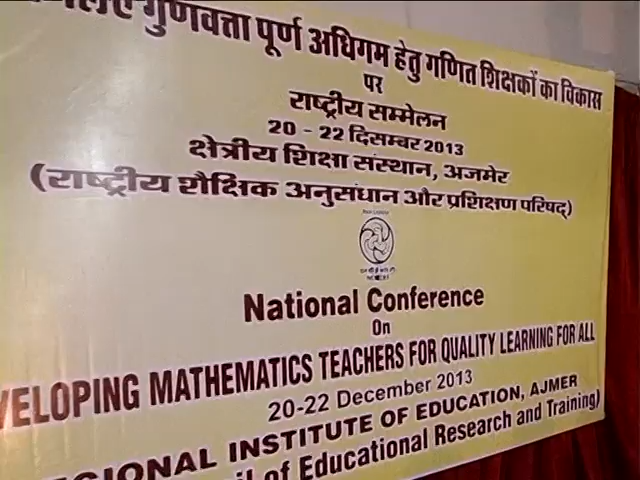 गुणवत्ता पूर्ण अधिगम हेतु गणित शिक्षकों का विकास
पर
राष्ट्रीय सम्मेलन
20 - 22 दिसम्बर 2013
क्षेत्रीय शिक्षा संस्थान, अजमेर
(राष्ट्रीय शैक्षिक अनुसंधान और प्रशिक्षण परिषद्)
National Conference
On
VELOPING MATHEMATICS TEACHERS FOR QUALITY LEARNING FOR ALL
20-22 December 2013
EGIONAL INSTITUTE OF EDUCATION, AJMER
il of Educational Research and Training)